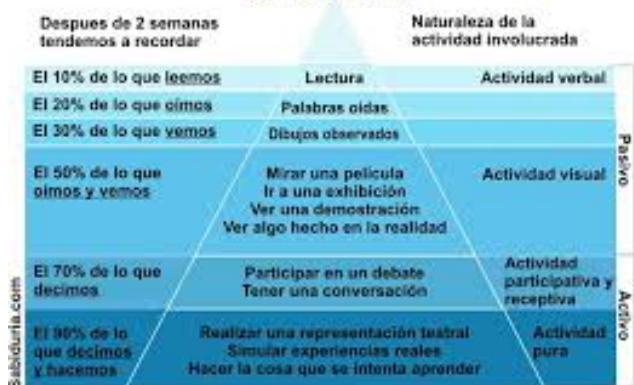 Despues de 2 semanas
tendemos a recordar
Naturaleza de la
actividad involucrada
El 10% de lo que leemos
Lectura
Actividad verbal
El 20% de lo que oímos
Palabras oidas
El 30% de lo que vemos
Dibujos observados
El 50% de lo que
oimos y vemos
Mirar una película
Ir a una exhibición
Ver una demostración
Ver algo hecho en la realidad
Actividad visual
Pasivo
El 70% de lo que
decimos
Participar en un debate
Tener una conversación
Actividad
participativa y
receptiva
El 90% de lo
que decimos
y hacemos
Realizar una representación teatral
Simular experiencias reales
Hacer la cosa que se intenta aprender
Actividad
pura
Activo
sabiduria.com